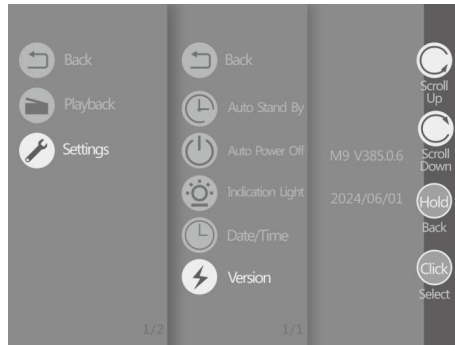 Back
Playback
Settings
1/2
Back
Auto Stand By
Auto Power Off
Indication Light
Date/Time
Version
1/1
M9 V385.0.6
2024/06/01
Scroll
Up
Scroll
Down
Hold
Back
Click
Select